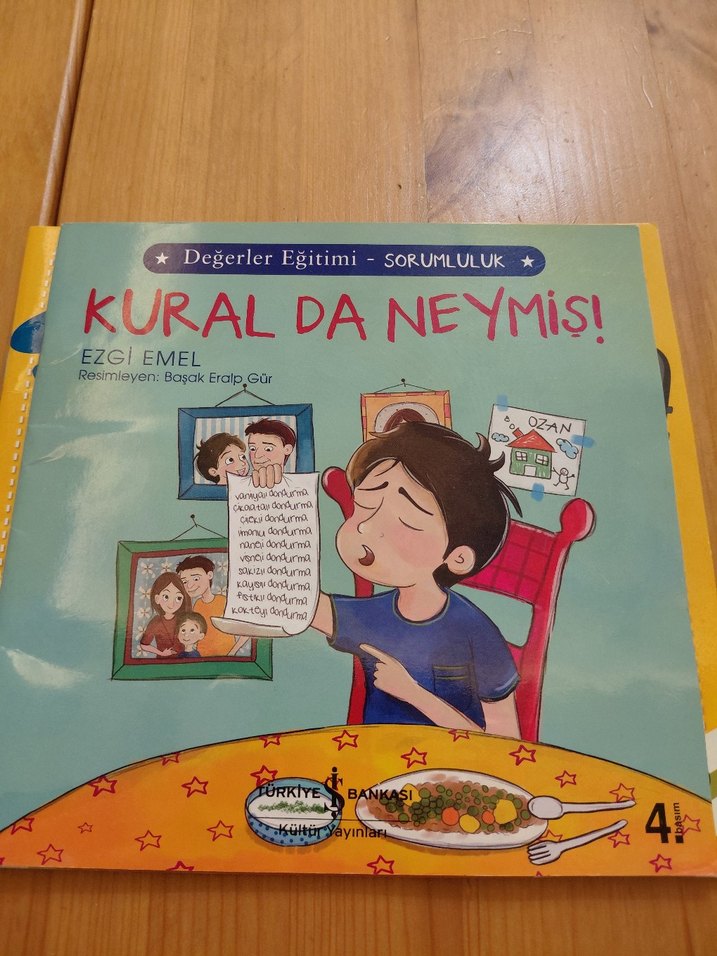 ★ Değerler Eğitimi - SORUMLULUK ★
KURAL DA NEYMİŞ!
EZGİ EMEL
Resimleyen: Başak Eralp Gür
OZAN
vanilyalı dondurma
çikolatalı dondurma
çilekli dondurma
limonlu dondurma
naneli dondurma
vişneli dondurma
sakızlı dondurma
kayısılı dondurma
fıstıklı dondurma
kokteyl dondurma
TÜRKİYE İŞ BANKASI
Kültür Yayınları
4. basım